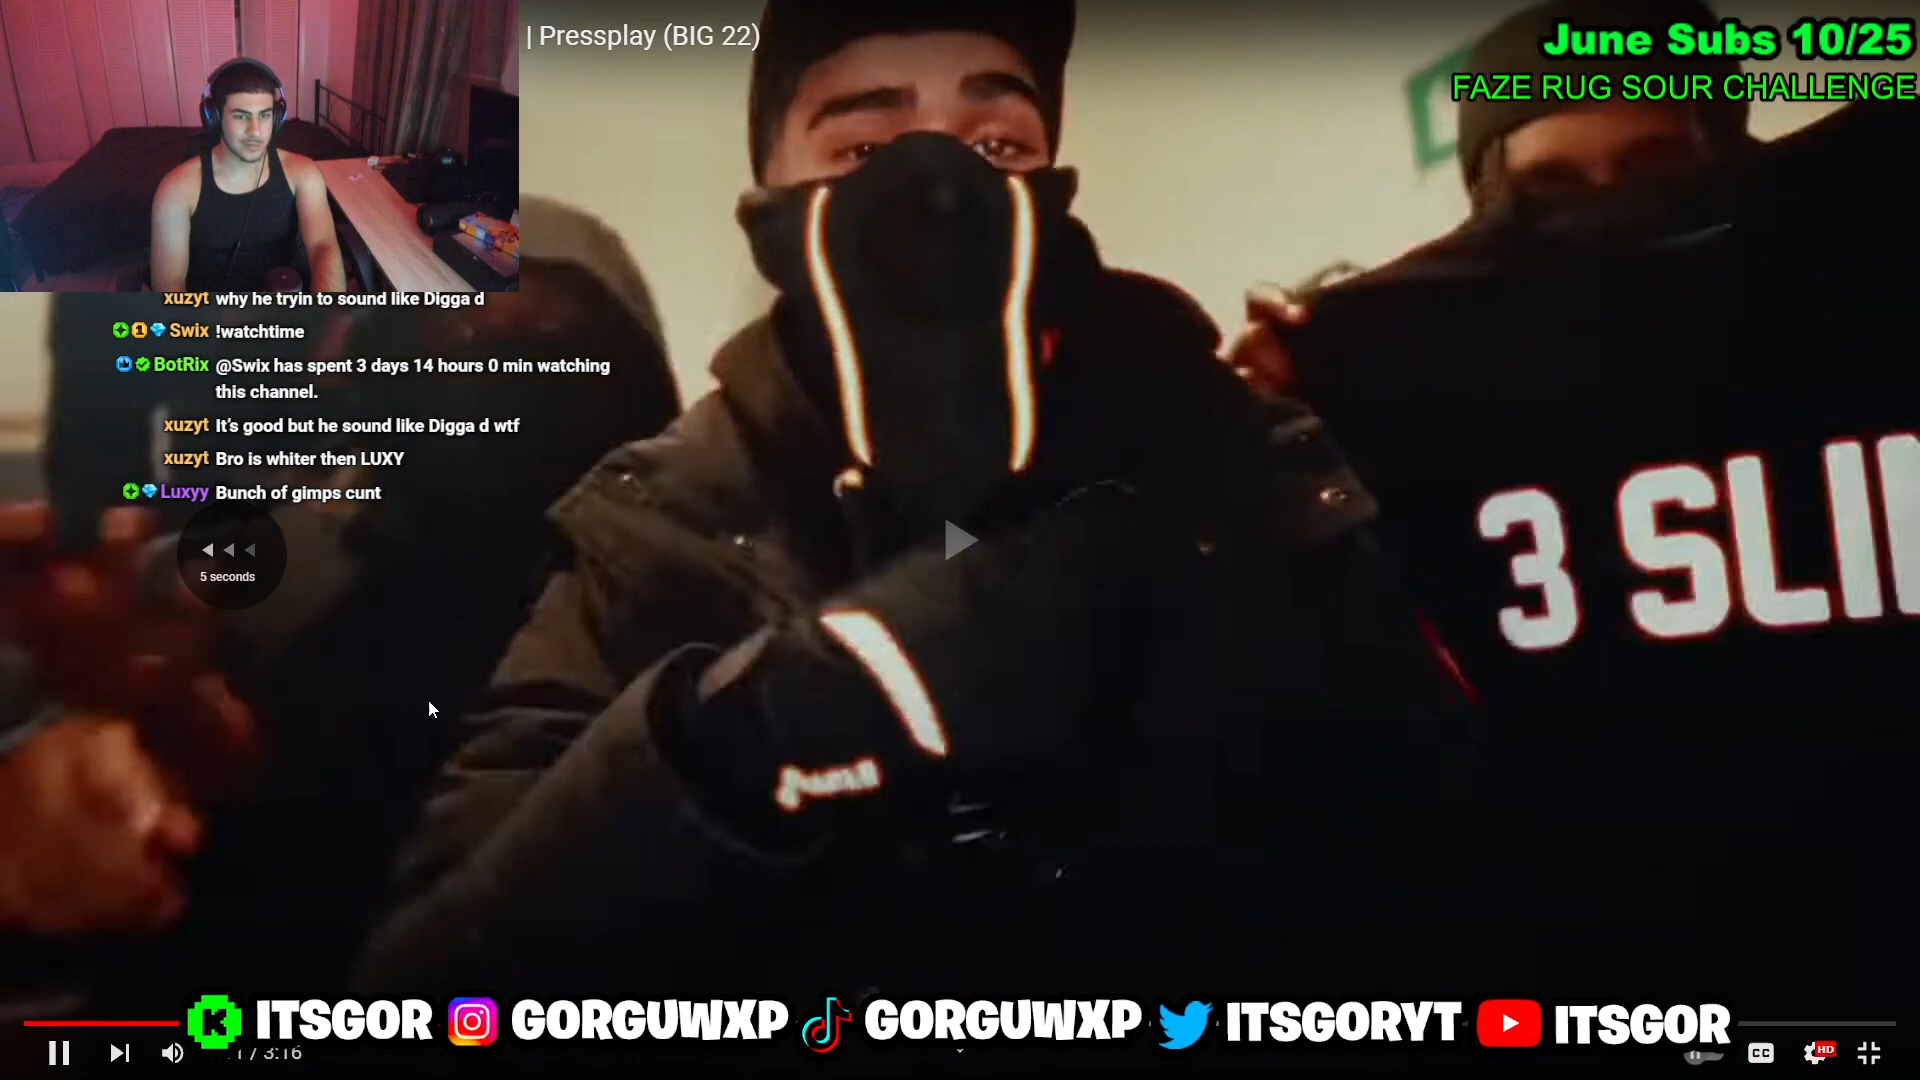 | Pressplay (BIG 22)
June Subs 10/25
FAZE RUG SOUR CHALLENGE
xuzyt why he tryin to sound like Digga d
Swix !watchtime
BotRix @Swix has spent 3 days 14 hours 0 min watching
this channel.
xuzyt It's good but he sound like Digga d wtf
xuzyt Bro is whiter then LUXY
Luxyy Bunch of gimps cunt
5 seconds
3 SLI
K ITSGOR GORGUWXP GORGUWXP ITSGORYT ITSGOR
/ 3:16
CC
HD